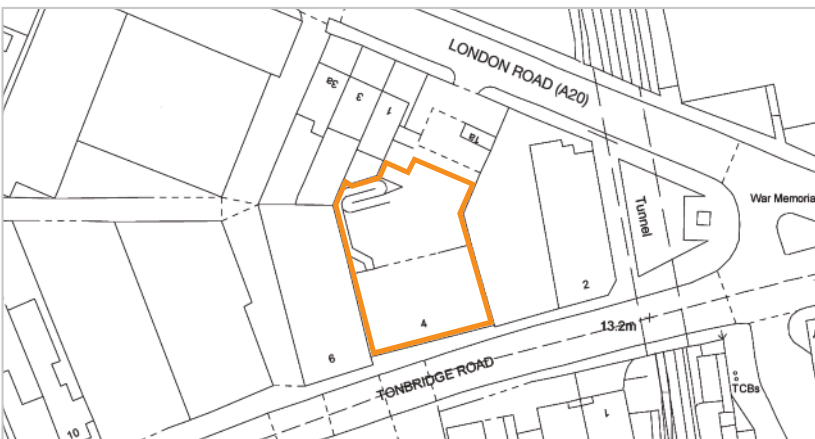 LONDON ROAD (A20)
3a
3
1
1a
Tunnel
War Memoria
2
4
13.2m
6
TONBRIDGE ROAD
TCBs
1
10